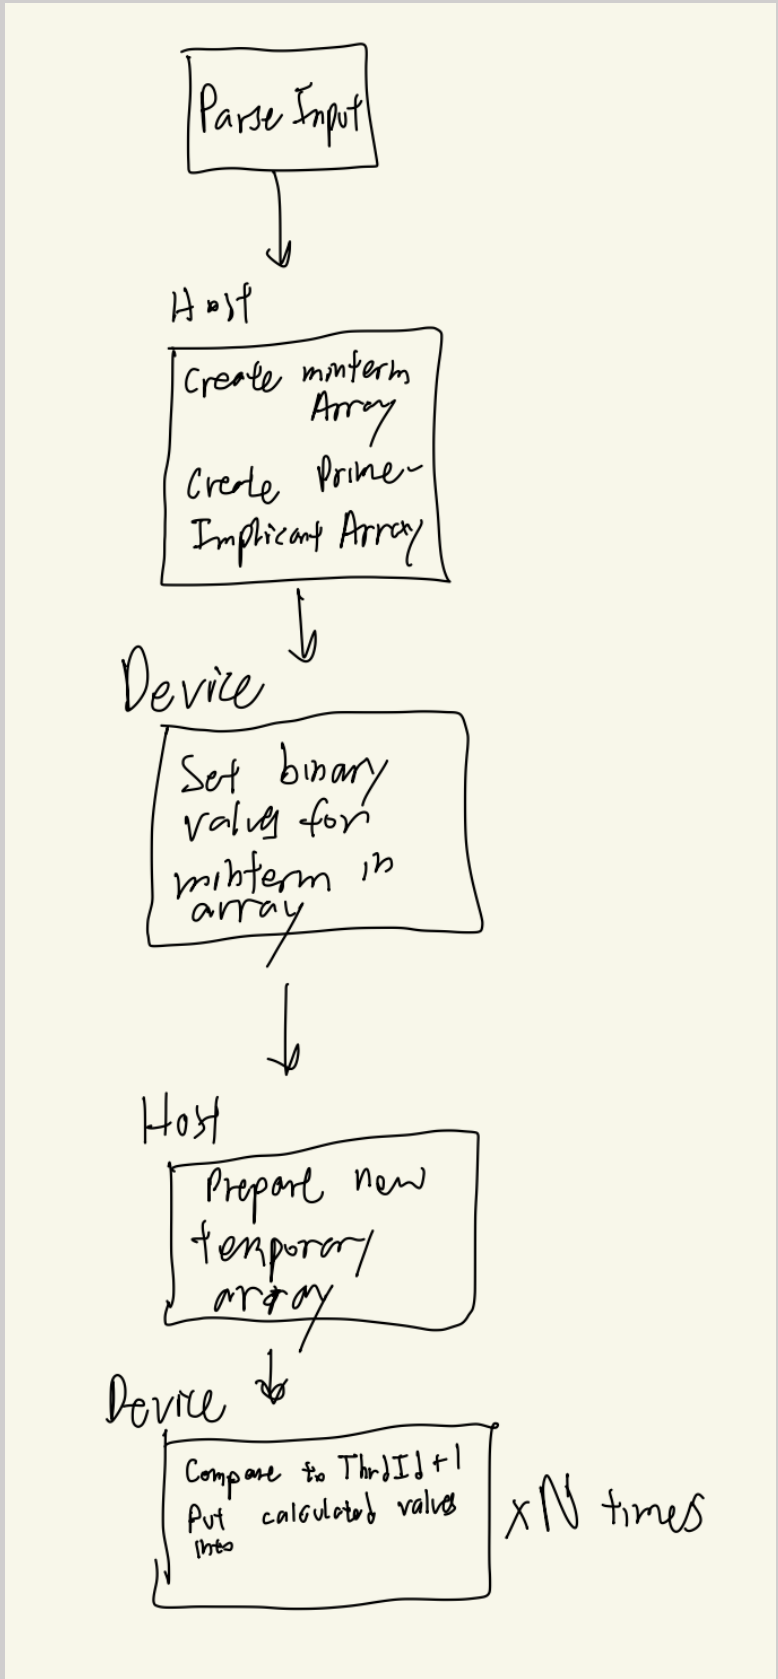 Parse Input
Host
Create minterm
Array
Create Prime-
Implicant Array
Device
Set binary
values for
minterm in
array
Host
Prepare new
temporary
array
Device
Compare to ThrdId+1
Put calculated values
into
xN times